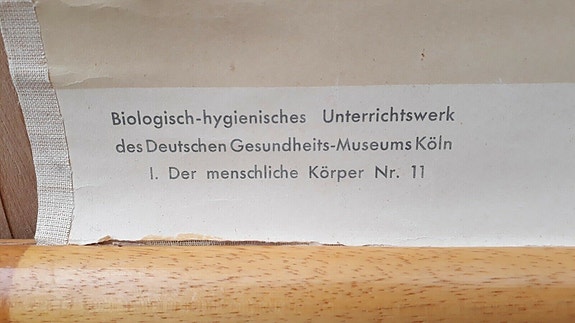 Biologisch-hygienisches Unterrichtswerk
des Deutschen Gesundheits-Museums Köln
I. Der menschliche Körper Nr. 11